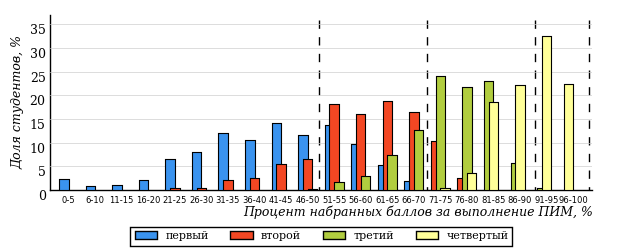 Доля студентов, %
35
30
25
20
15
10
5
0
0-5 6-10 11-15 16-20 21-25 26-30 31-35 36-40 41-45 46-50 51-55 56-60 61-65 66-70 71-75 76-80 81-85 86-90 91-95 96-100
Процент набранных баллов за выполнение ПИМ, %
первый второй третий четвертый